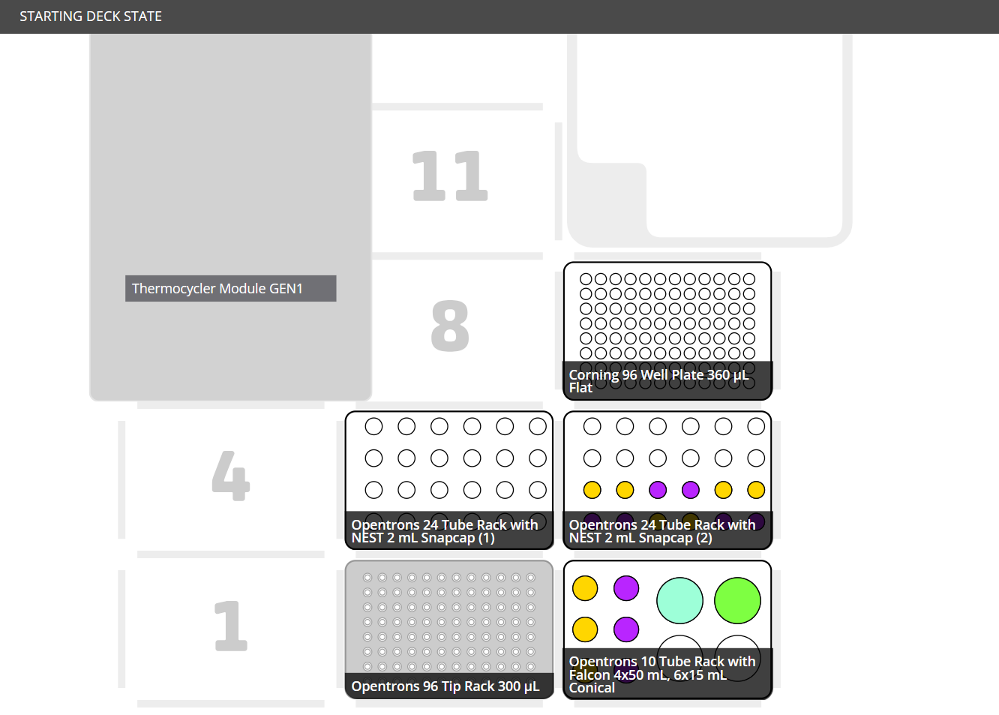 STARTING DECK STATE
11
Thermocycler Module GEN1
8
Corning 96 Well Plate 360 µL
Flat
4
Opentrons 24 Tube Rack with
NEST 2 mL Snapcap (1)
Opentrons 24 Tube Rack with
NEST 2 mL Snapcap (2)
1
Opentrons 96 Tip Rack 300 µL
Opentrons 10 Tube Rack with
Falcon 4x50 mL, 6x15 mL
Conical